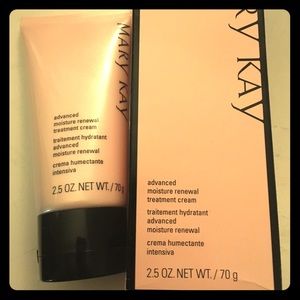 MARY KAY
advanced
moisture renewal
treatment cream
traitement hydratant
advanced
moisture renewal
crema humectante
intensiva
2.5 OZ. NET WT. / 70 g
RY KAY
advanced
moisture renewal
treatment cream
traitement hydratant
advanced
moisture renewal
crema humectante
intensiva
2.5 OZ. NET WT. / 70 g